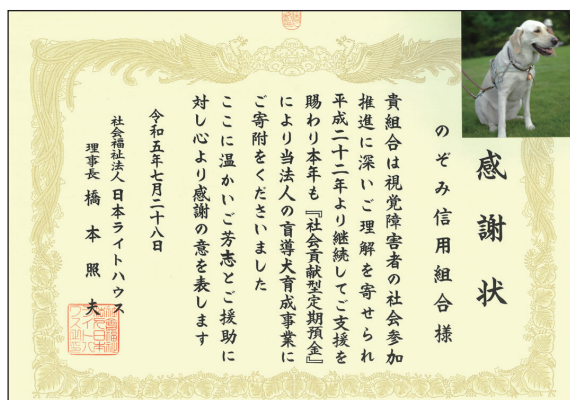 感謝状
のぞみ信用組合様
貴組合は視覚障害者の社会参加
推進に深いご理解を寄せられ
平成二十二年より継続してご支援を
賜わり本年も『社会貢献型定期預金』
により当法人の盲導犬育成事業に
ご寄附をくださいました
ここに温かいご芳志とご援助に
対し心より感謝の意を表します
令和五年七月二十八日
社会福祉法人日本ライトハウス
理事長 橋本照夫